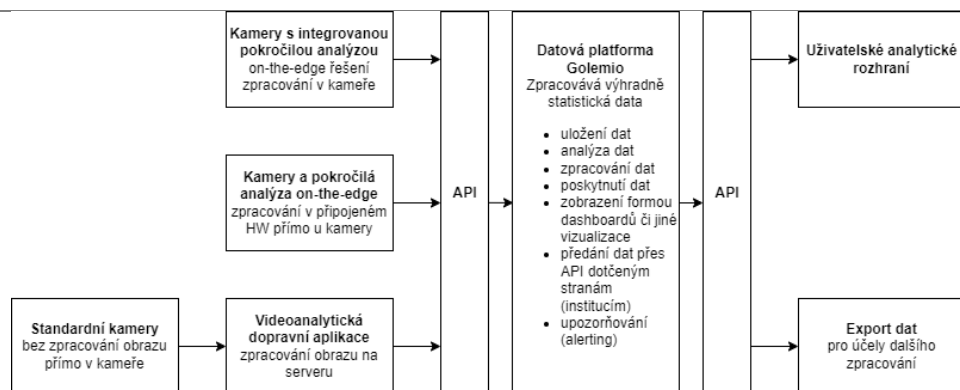 Kamery s integrovanou
pokročilou analýzou
on-the-edge řešení
zpracování v kameře
Kamery a pokročilá
analýza on-the-edge
zpracování v připojeném
HW přímo u kamery
Standardní kamery
bez zpracování obrazu
přímo v kameře
Videoanalytická
dopravní aplikace
zpracování obrazu na
serveru
API
Datová platforma
Golemio
Zpracovává výhradně
statistická data
• uložení dat
• analýza dat
• zpracování dat
• poskytnutí dat
• zobrazení formou
dashboardů či jiné
vizualizace
• předání dat přes
API dotčeným
stranám
(institucím)
• upozorňování
(alerting)
API
Uživatelské analytické
rozhraní
Export dat
pro účely dalšího
zpracování